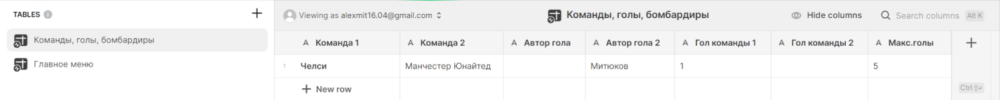 TABLES
Viewing as alexmit16.04@gmail.com
Команды, голы, бомбардиры
Hide columns
Search columns Alt K
Команды, голы, бомбардиры
Главное меню
A Команда 1 A Команда 2 A Автор гола A Автор гола 2 A Гол команды 1 A Гол команды 2 A Макс.голы
1 Челси Манчестер Юнайтед Митюков 1 5
New row
Ctrl ⇧↵